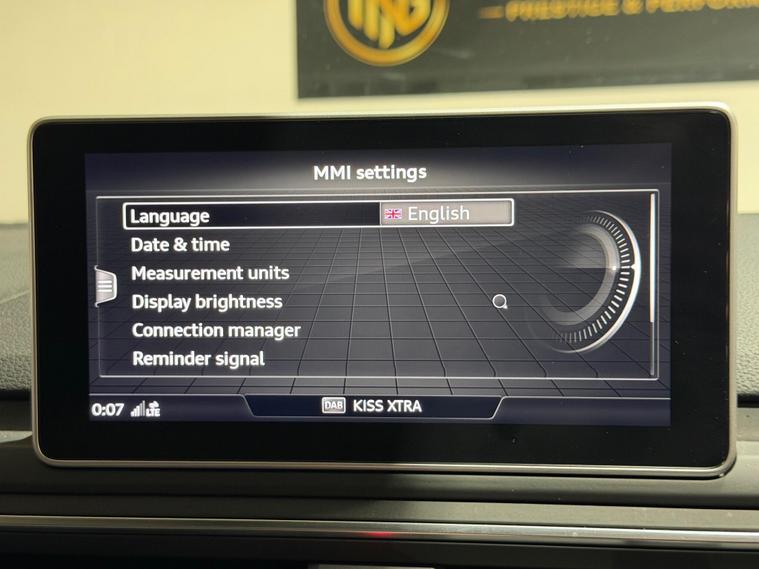 PRESTIGE & PERFORM
MMI settings
Language English
Date & time
Measurement units
Display brightness
Connection manager
Reminder signal
0:07 LTE DAB KISS XTRA